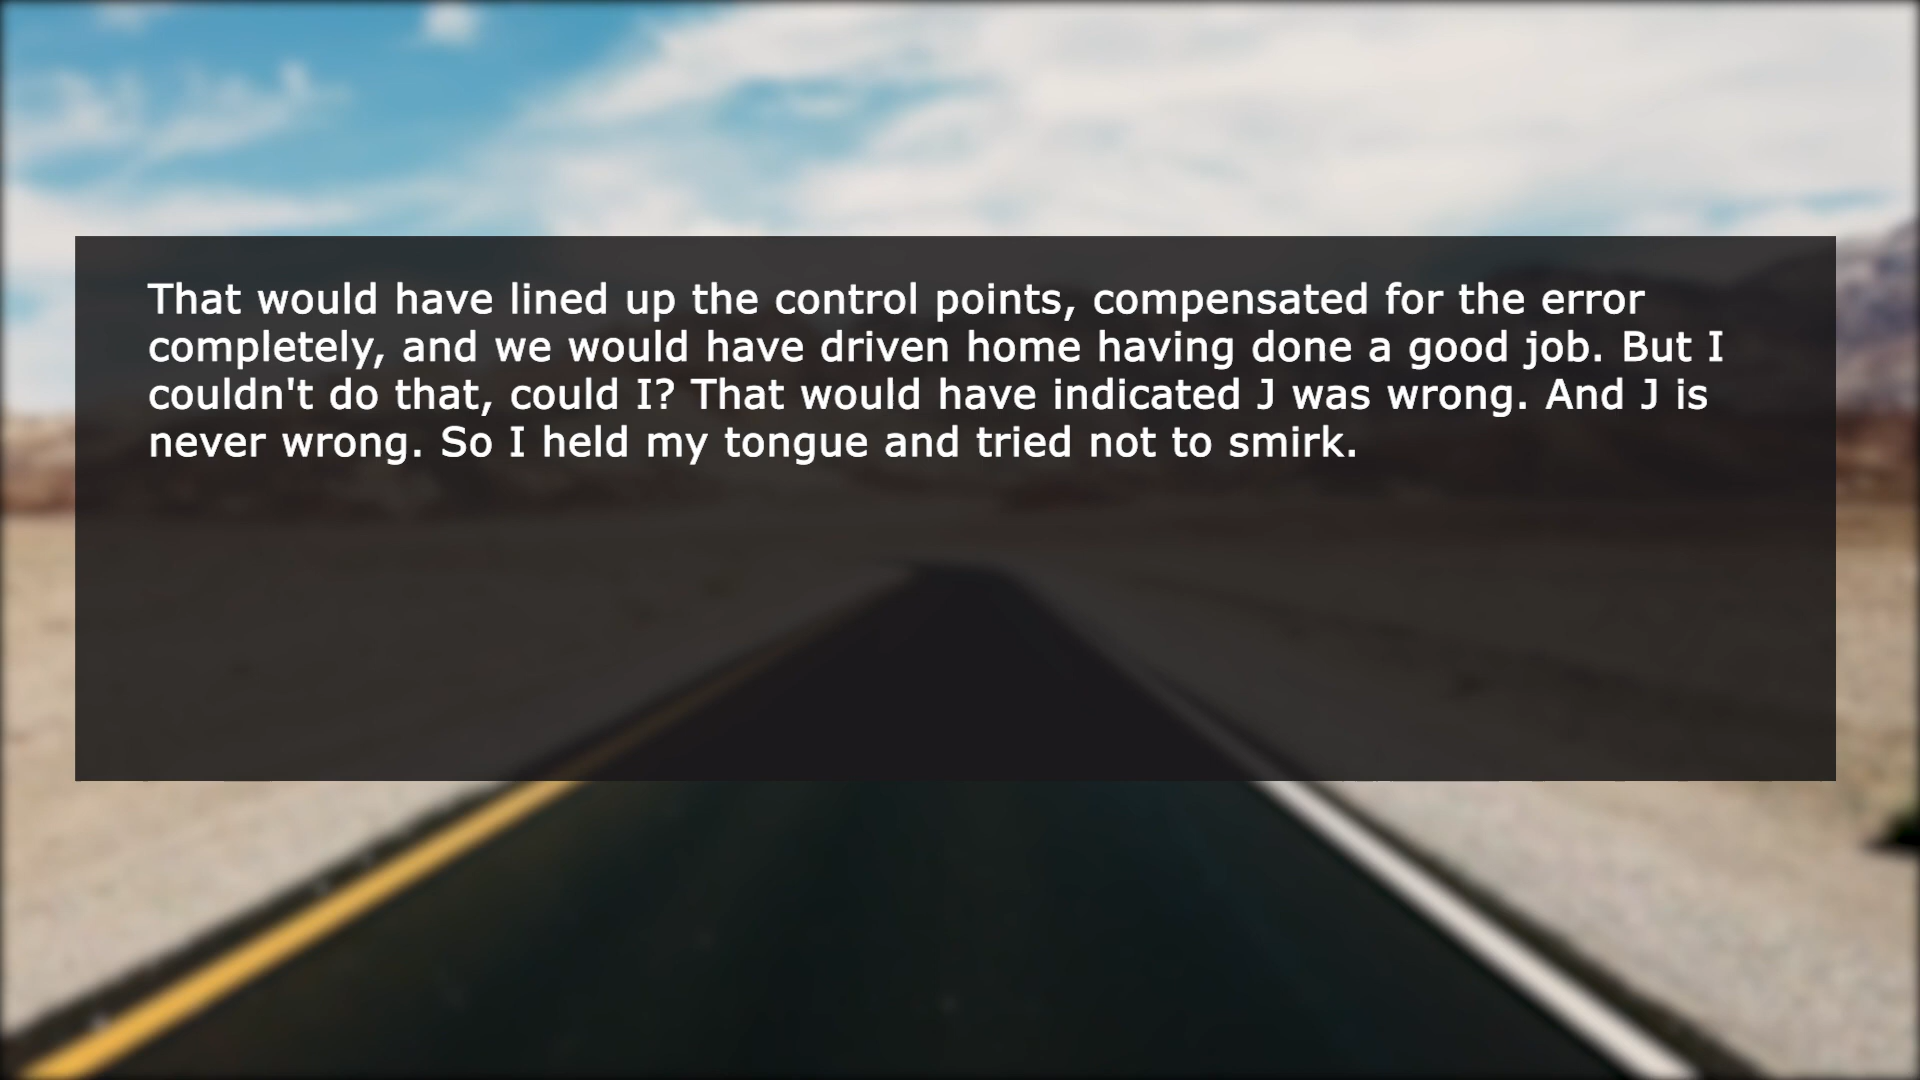 That would have lined up the control points, compensated for the error
completely, and we would have driven home having done a good job. But I
couldn't do that, could I? That would have indicated J was wrong. And J is
never wrong. So I held my tongue and tried not to smirk.